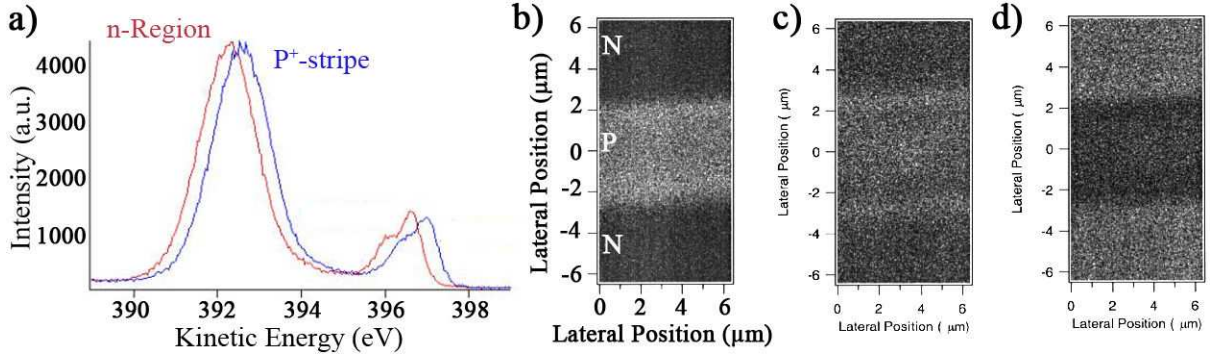 a)
n-Region
P⁺-stripe
4000
3000
2000
1000
Intensity (a.u.)
390
392
394
396
398
Kinetic Energy (eV)
b)
N
P
N
6
4
2
0
-2
-4
-6
Lateral Position (µm)
0 2 4 6
Lateral Position (µm)
c)
6
4
2
0
-2
-4
-6
Lateral Position ( µm)
0 2 4 6
Lateral Position ( µm)
d)
6
4
2
0
-2
-4
-6
Lateral Position ( µm)
0 2 4 6
Lateral Position ( µm)